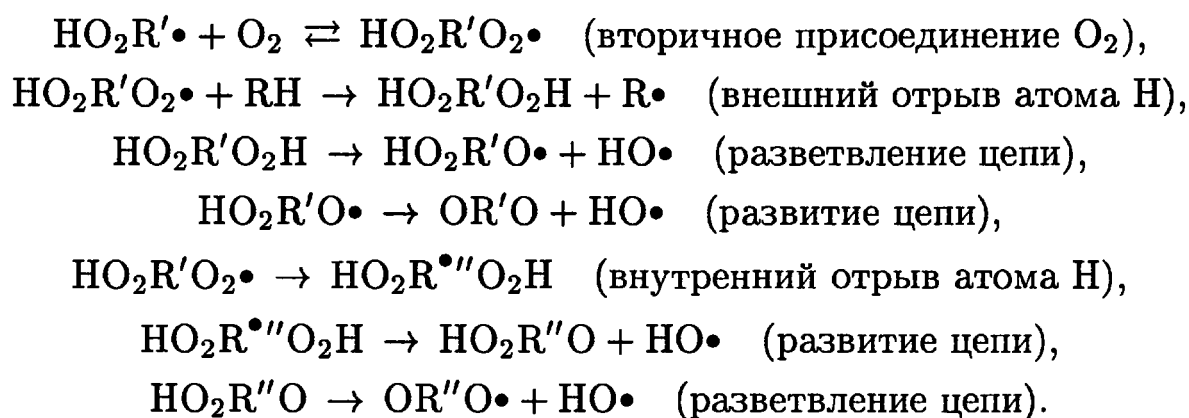 HO₂R′• + O₂ ⇄ HO₂R′O₂• (вторичное присоединение O₂),
HO₂R′O₂• + RH → HO₂R′O₂H + R• (внешний отрыв атома H),
HO₂R′O₂H → HO₂R′O• + HO• (разветвление цепи),
HO₂R′O• → OR′O + HO• (развитие цепи),
HO₂R′O₂• → HO₂R•″O₂H (внутренний отрыв атома H),
HO₂R•″O₂H → HO₂R″O + HO• (развитие цепи),
HO₂R″O → OR″O• + HO• (разветвление цепи).